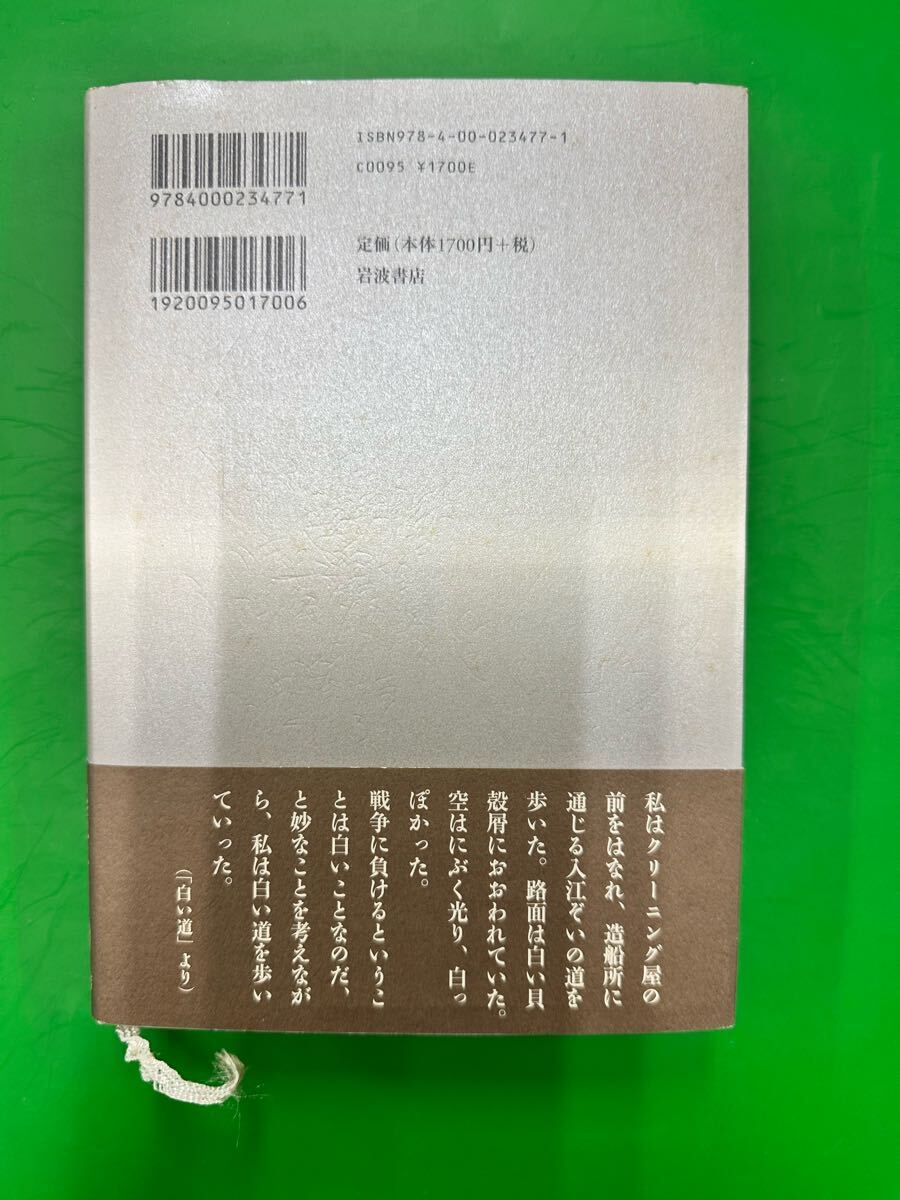 ISBN978-4-00-023477-1
C0095 ¥1700E
9784000234771
定価(本体1700円+税)
岩波書店
1920095017006
私はクリーニング屋の
前をはなれ、造船所に
通じる入江ぞいの道を
歩いた。路面は白い貝
殻屑におおわれていた。
空はにぶく光り、白っ
ぽかった。
戦争に負けるというこ
とは白いことなのだ、
と妙なことを考えなが
ら、私は白い道を歩い
ていった。
(「白い道」より)